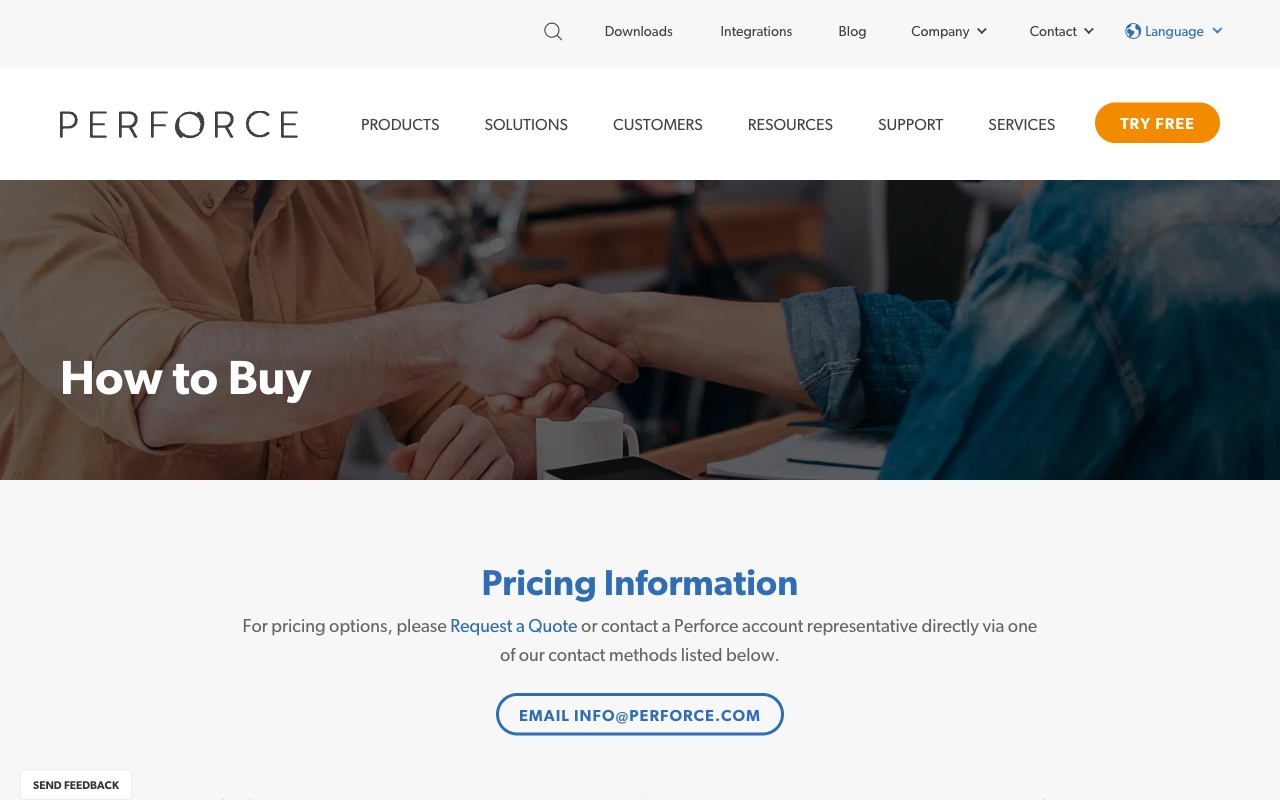 Downloads Integrations Blog Company Contact Language
PERFORCE PRODUCTS SOLUTIONS CUSTOMERS RESOURCES SUPPORT SERVICES TRY FREE
How to Buy
Pricing Information
For pricing options, please Request a Quote or contact a Perforce account representative directly via one
of our contact methods listed below.
EMAIL INFO@PERFORCE.COM
SEND FEEDBACK